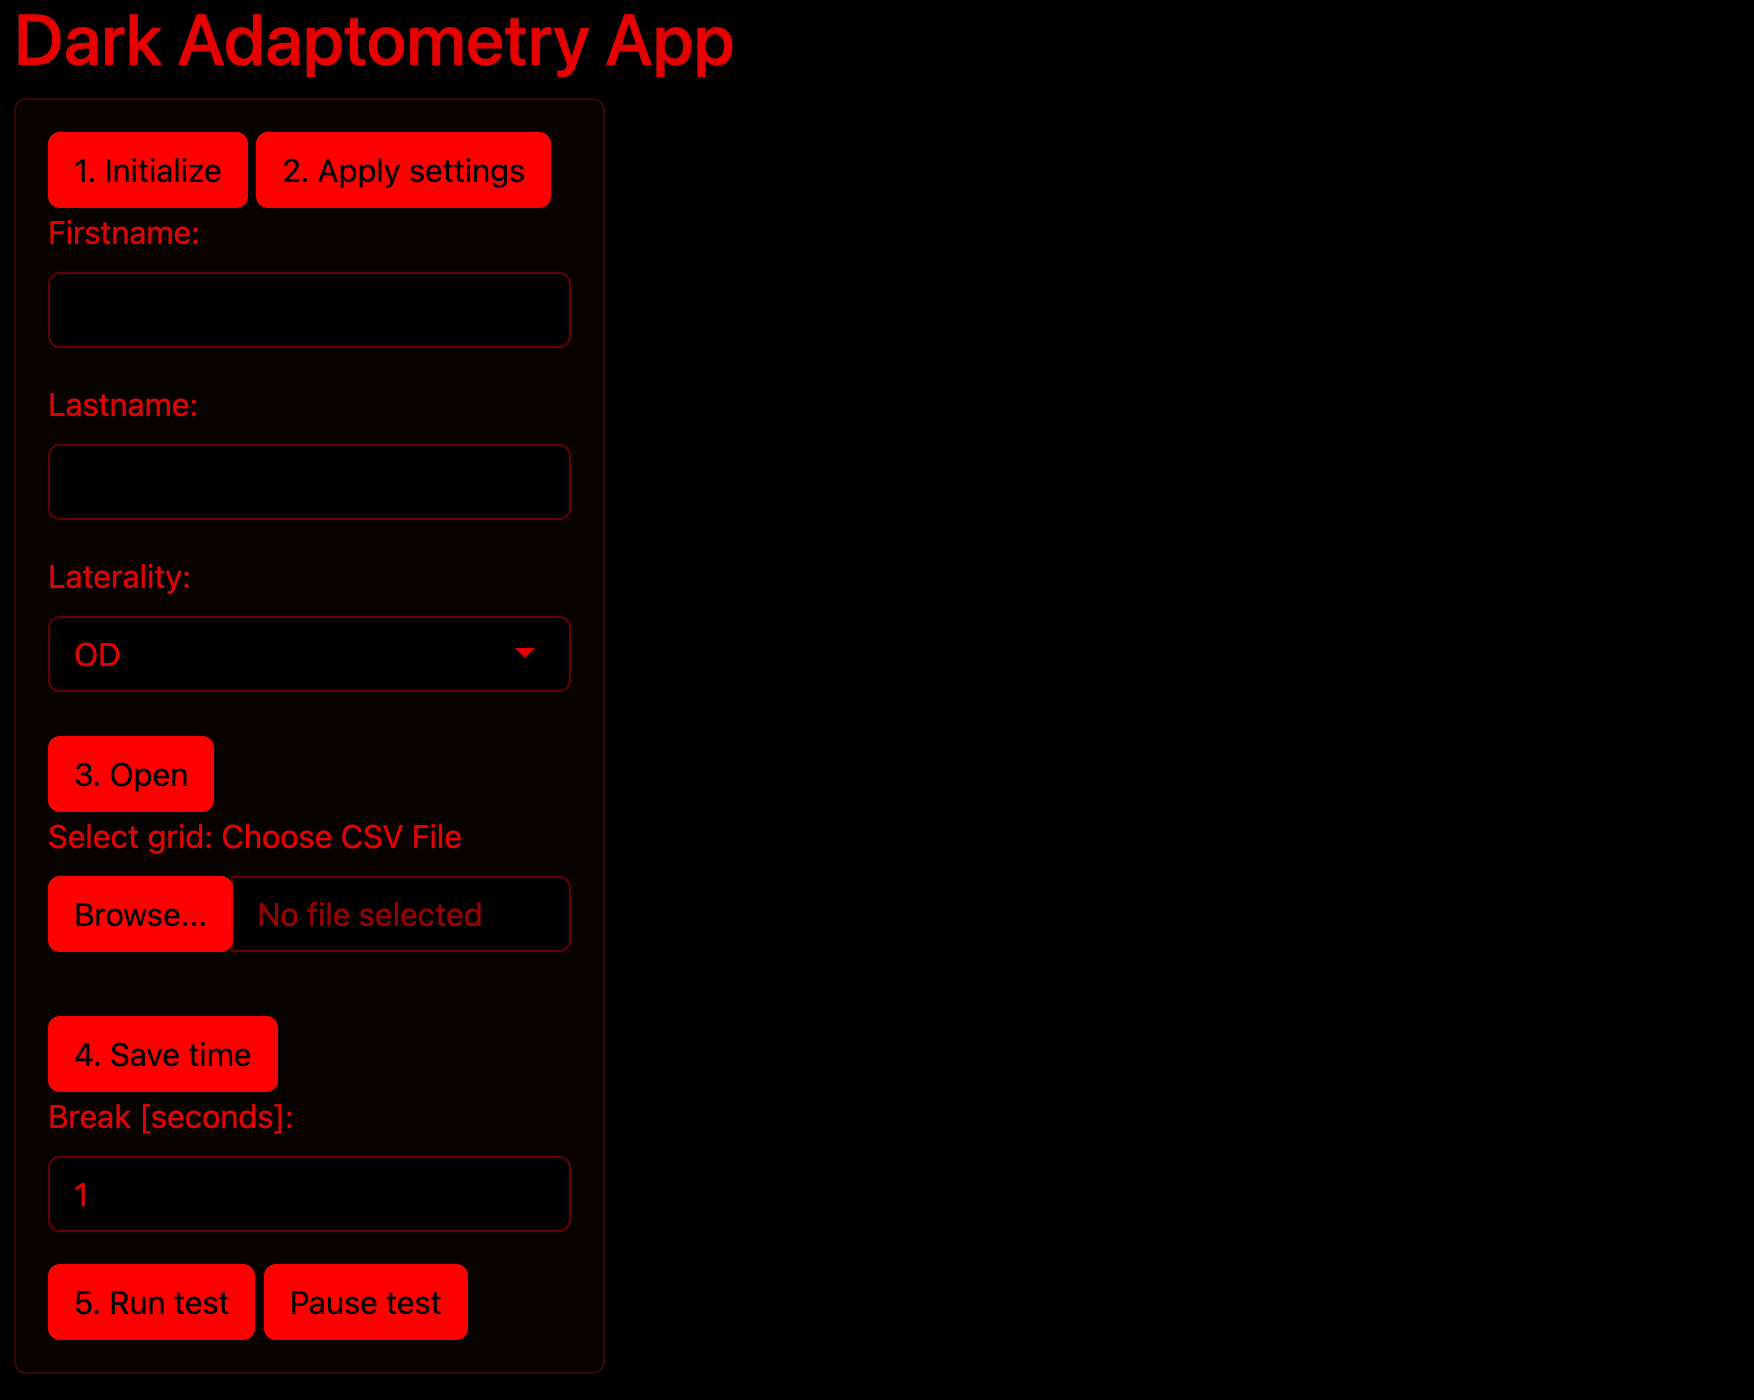 Dark Adaptometry App
1. Initialize 2. Apply settings
Firstname:
Lastname:
Laterality:
OD
3. Open
Select grid: Choose CSV File
Browse... No file selected
4. Save time
Break [seconds]:
1
5. Run test Pause test